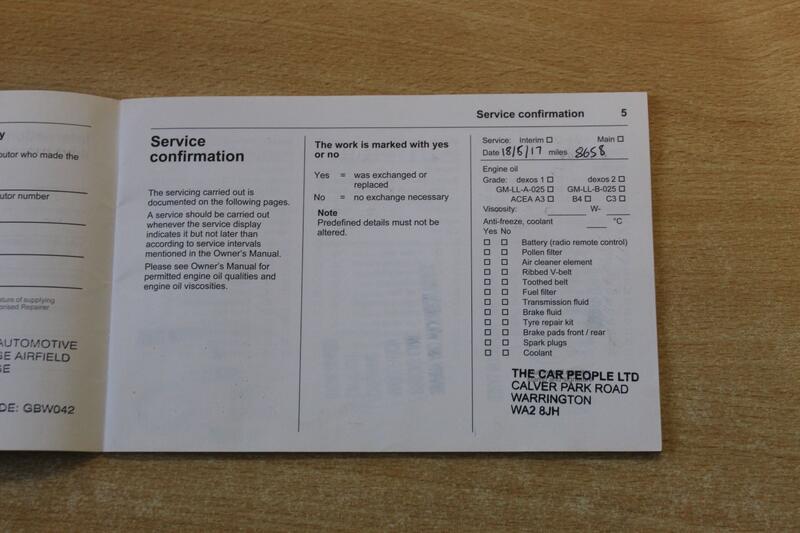 y
butor who made the
utor number
ature of supplying
orised Repairer
AUTOMOTIVE
SE AIRFIELD
SE
DE: GBW042
Service confirmation 5
Service
confirmation
The servicing carried out is
documented on the following pages.
A service should be carried out
whenever the service display
indicates it but not later than
according to service intervals
mentioned in the Owner's Manual.
Please see Owner's Manual for
permitted engine oil qualities and
engine oil viscosities.
The work is marked with yes
or no
Yes = was exchanged or
replaced
No = no exchange necessary
Note
Predefined details must not be
altered.
Service: Interim ☐ Main ☐
Date 18/5/17 miles 8658
Engine oil
Grade: dexos 1 ☐ dexos 2 ☐
GM-LL-A-025 ☐ GM-LL-B-025 ☐
ACEA A3 ☐ B4 ☐ C3 ☐
Viscosity: W-
Anti-freeze, coolant °C
Yes No
☐ ☐ Battery (radio remote control)
☐ ☐ Pollen filter
☐ ☐ Air cleaner element
☐ ☐ Ribbed V-belt
☐ ☐ Toothed belt
☐ ☐ Fuel filter
☐ ☐ Transmission fluid
☐ ☐ Brake fluid
☐ ☐ Tyre repair kit
☐ ☐ Brake pads front / rear
☐ ☐ Spark plugs
☐ ☐ Coolant
THE CAR PEOPLE LTD
CALVER PARK ROAD
WARRINGTON
WA2 8JH